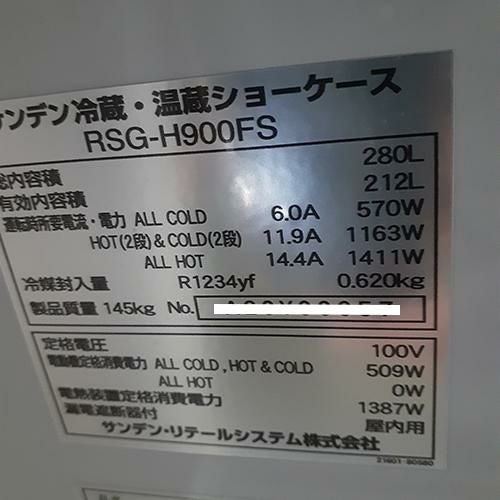 サンデン冷蔵・温蔵ショーケース
RSG-H900FS
総内容積 280L
有効内容積 212L
運転時所要電流・電力 ALL COLD 6.0A 570W
HOT(2段)&COLD(2段) 11.9A 1163W
ALL HOT 14.4A 1411W
冷媒封入量 R1234yf 0.620kg
製品質量 145kg No.
定格電圧 100V
電動機定格消費電力 ALL COLD , HOT & COLD 509W
ALL HOT 0W
電熱装置定格消費電力 1387W
漏電遮断器付 屋内用
サンデン・リテールシステム株式会社
21601-80580